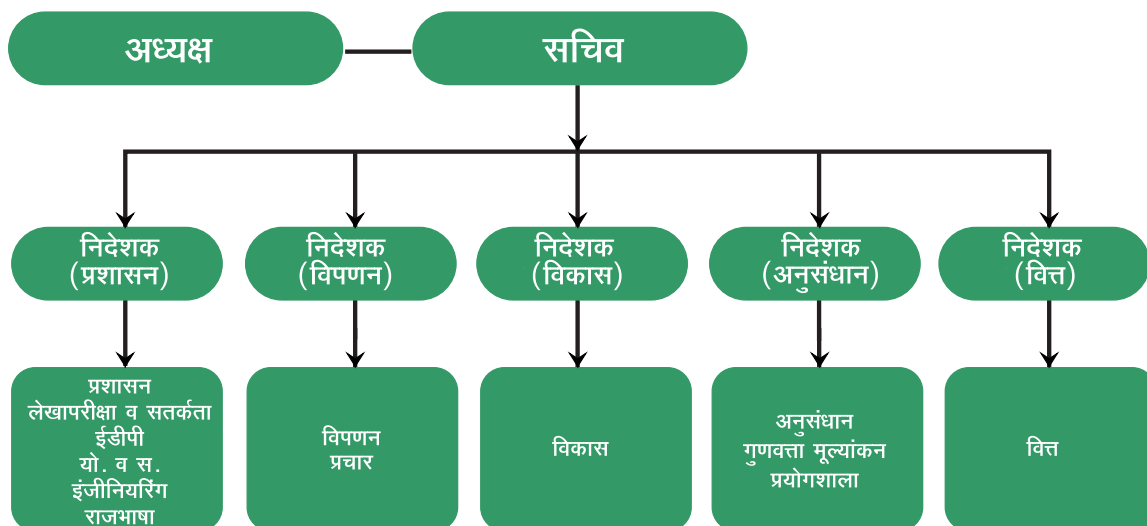 अध्यक्ष
सचिव
निदेशक
(प्रशासन)
निदेशक
(विपणन)
निदेशक
(विकास)
निदेशक
(अनुसंधान)
निदेशक
(वित्त)
प्रशासन
लेखापरीक्षा व सतर्कता
ईडीपी
यो. व स.
इंजीनियरिंग
राजभाषा
विपणन
प्रचार
विकास
अनुसंधान
गुणवत्ता मूल्यांकन
प्रयोगशाला
वित्त